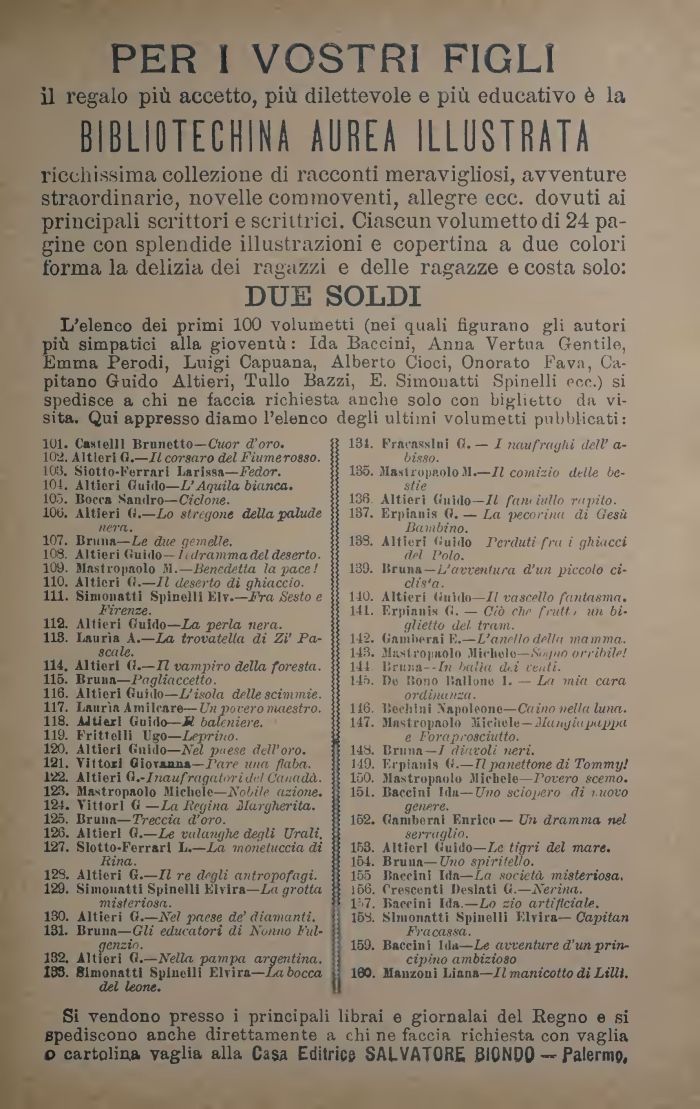 PER I VOSTRI FIGLI
il regalo più accetto, più dilettevole e più educativo è la
BIBLIOTECHINA AUREA ILLUSTRATA
ricchissima collezione di racconti meravigliosi, avventure
straordinarie, novelle commoventi, allegre ecc. dovuti ai
principali scrittori e scrittrici. Ciascun volumetto di 24 pa-
gine con splendide illustrazioni e copertina a due colori
forma la delizia dei ragazzi e delle ragazze e costa solo:
DUE SOLDI
L'elenco dei primi 100 volumetti (nei quali figurano gli autori
più simpatici alla gioventù: Ida Baccini, Anna Vertua Gentile,
Emma Perodi, Luigi Capuana, Alberto Cioci, Onorato Fava, Ca-
pitano Guido Altieri, Tullo Bazzi, E. Simonatti Spinelli ecc.) si
spedisce a chi ne faccia richiesta anche solo con biglietto da vi-
sita. Qui appresso diamo l'elenco degli ultimi volumetti pubblicati:
101. Castelli Brunetto—Cuor d'oro.
102. Altieri G.—Il corsaro del Fiumerosso.
103. Siotto-Ferrari Larissa—Fedor.
104. Altieri Guido—L'Aquila bianca.
105. Bocca Sandro—Ciclone.
106. Altieri G.—Lo stregone della palude
nera.
107. Bruna—Le due gemelle.
108. Altieri Guido—Il dramma del deserto.
109. Mastropaolo M.—Benedetta la pace!
110. Altieri G.—Il deserto di ghiaccio.
111. Simonatti Spinelli Elv.—Fra Sesto e
Firenze.
112. Altieri Guido—La perla nera.
113. Lauria A.—La trovatella di Zi' Pa-
scale.
114. Altieri G.—Il vampiro della foresta.
115. Bruna—Pagliaccetto.
116. Altieri Guido—L'isola delle scimmie.
117. Lauria Amilcare—Un povero maestro.
118. Altieri Guido—Il baleniere.
119. Frittelli Ugo—Leprino.
120. Altieri Guido—Nel paese dell'oro.
121. Vittori Giovanna—Pare una fiaba.
122. Altieri G.-I naufragatori del Canadà.
123. Mastropaolo Michele—Nobile azione.
124. Vittori G —La Regina Margherita.
125. Bruna—Treccia d'oro.
126. Altieri G.—Le valanghe degli Urali.
127. Siotto-Ferrari L.—La monetuccia di
Rina.
128. Altieri G.—Il re degli antropofagi.
129. Simonatti Spinelli Elvira—La grotta
misteriosa.
130. Altieri G.—Nel paese de' diamanti.
131. Bruna—Gli educatori di Nonno Ful-
genzio.
132. Altieri G.—Nella pampa argentina.
133. Simonatti Spinelli Elvira—La bocca
del leone.
134. Fracassini G. — I naufraghi dell' a-
bisso.
135. Mastropaolo M.—Il comizio delle be-
stie
136. Altieri Guido—Il fanciullo rapito.
137. Erpianis G. — La pecorina di Gesù
Bambino.
138. Altieri Guido Perduti fra i ghiacci
del Polo.
139. Bruna—L'avventura d'un piccolo ci-
clista.
140. Altieri Guido—Il vascello fantasma.
141. Erpianis G. — Ciò che fruttò un bi-
glietto del tram.
142. Gamberai E.—L'anello della mamma.
143. Mastropaolo Michele—Sogno orribile!
144. Bruna--In balìa dei venti.
145. De Bono Ballone I. — La mia cara
ordinanza.
146. Bechini Napoleone—Caino nella luna.
147. Mastropaolo Michele—Mangiapappa
e Foraprosciutto.
148. Bruna—I diavoli neri.
149. Erpianis G.—Il panettone di Tommy!
150. Mastropaolo Michele—Povero scemo.
151. Baccini Ida—Uno sciopero di nuovo
genere.
152. Gamberai Enrico — Un dramma nel
serraglio.
153. Altieri Guido—Le tigri del mare.
154. Bruna—Uno spiritello.
155 Baccini Ida—La società misteriosa.
156. Crescenti Desiati G.—Nerina.
157. Baccini Ida.—Lo zio artificiale.
158. Simonatti Spinelli Elvira— Capitan
Fracassa.
159. Baccini Ida—Le avventure d'un prin-
cipino ambizioso
160. Manzoni Liana—Il manicotto di Lilli.
Si vendono presso i principali librai e giornalai del Regno e si
spediscono anche direttamente a chi ne faccia richiesta con vaglia
o cartolina vaglia alla Casa Editrice SALVATORE BIONDO — Palermo.